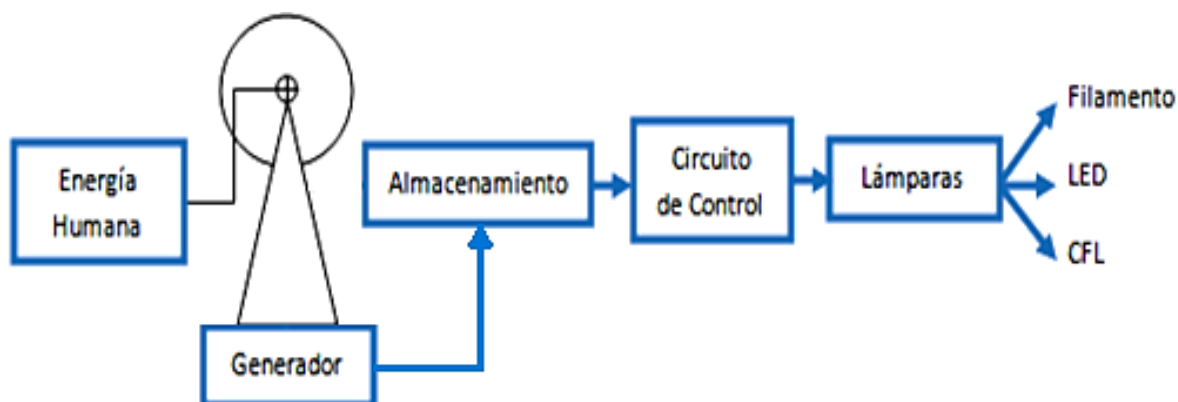 Energía
Humana
Generador
Almacenamiento
Circuito
de Control
Lámparas
Filamento
LED
CFL